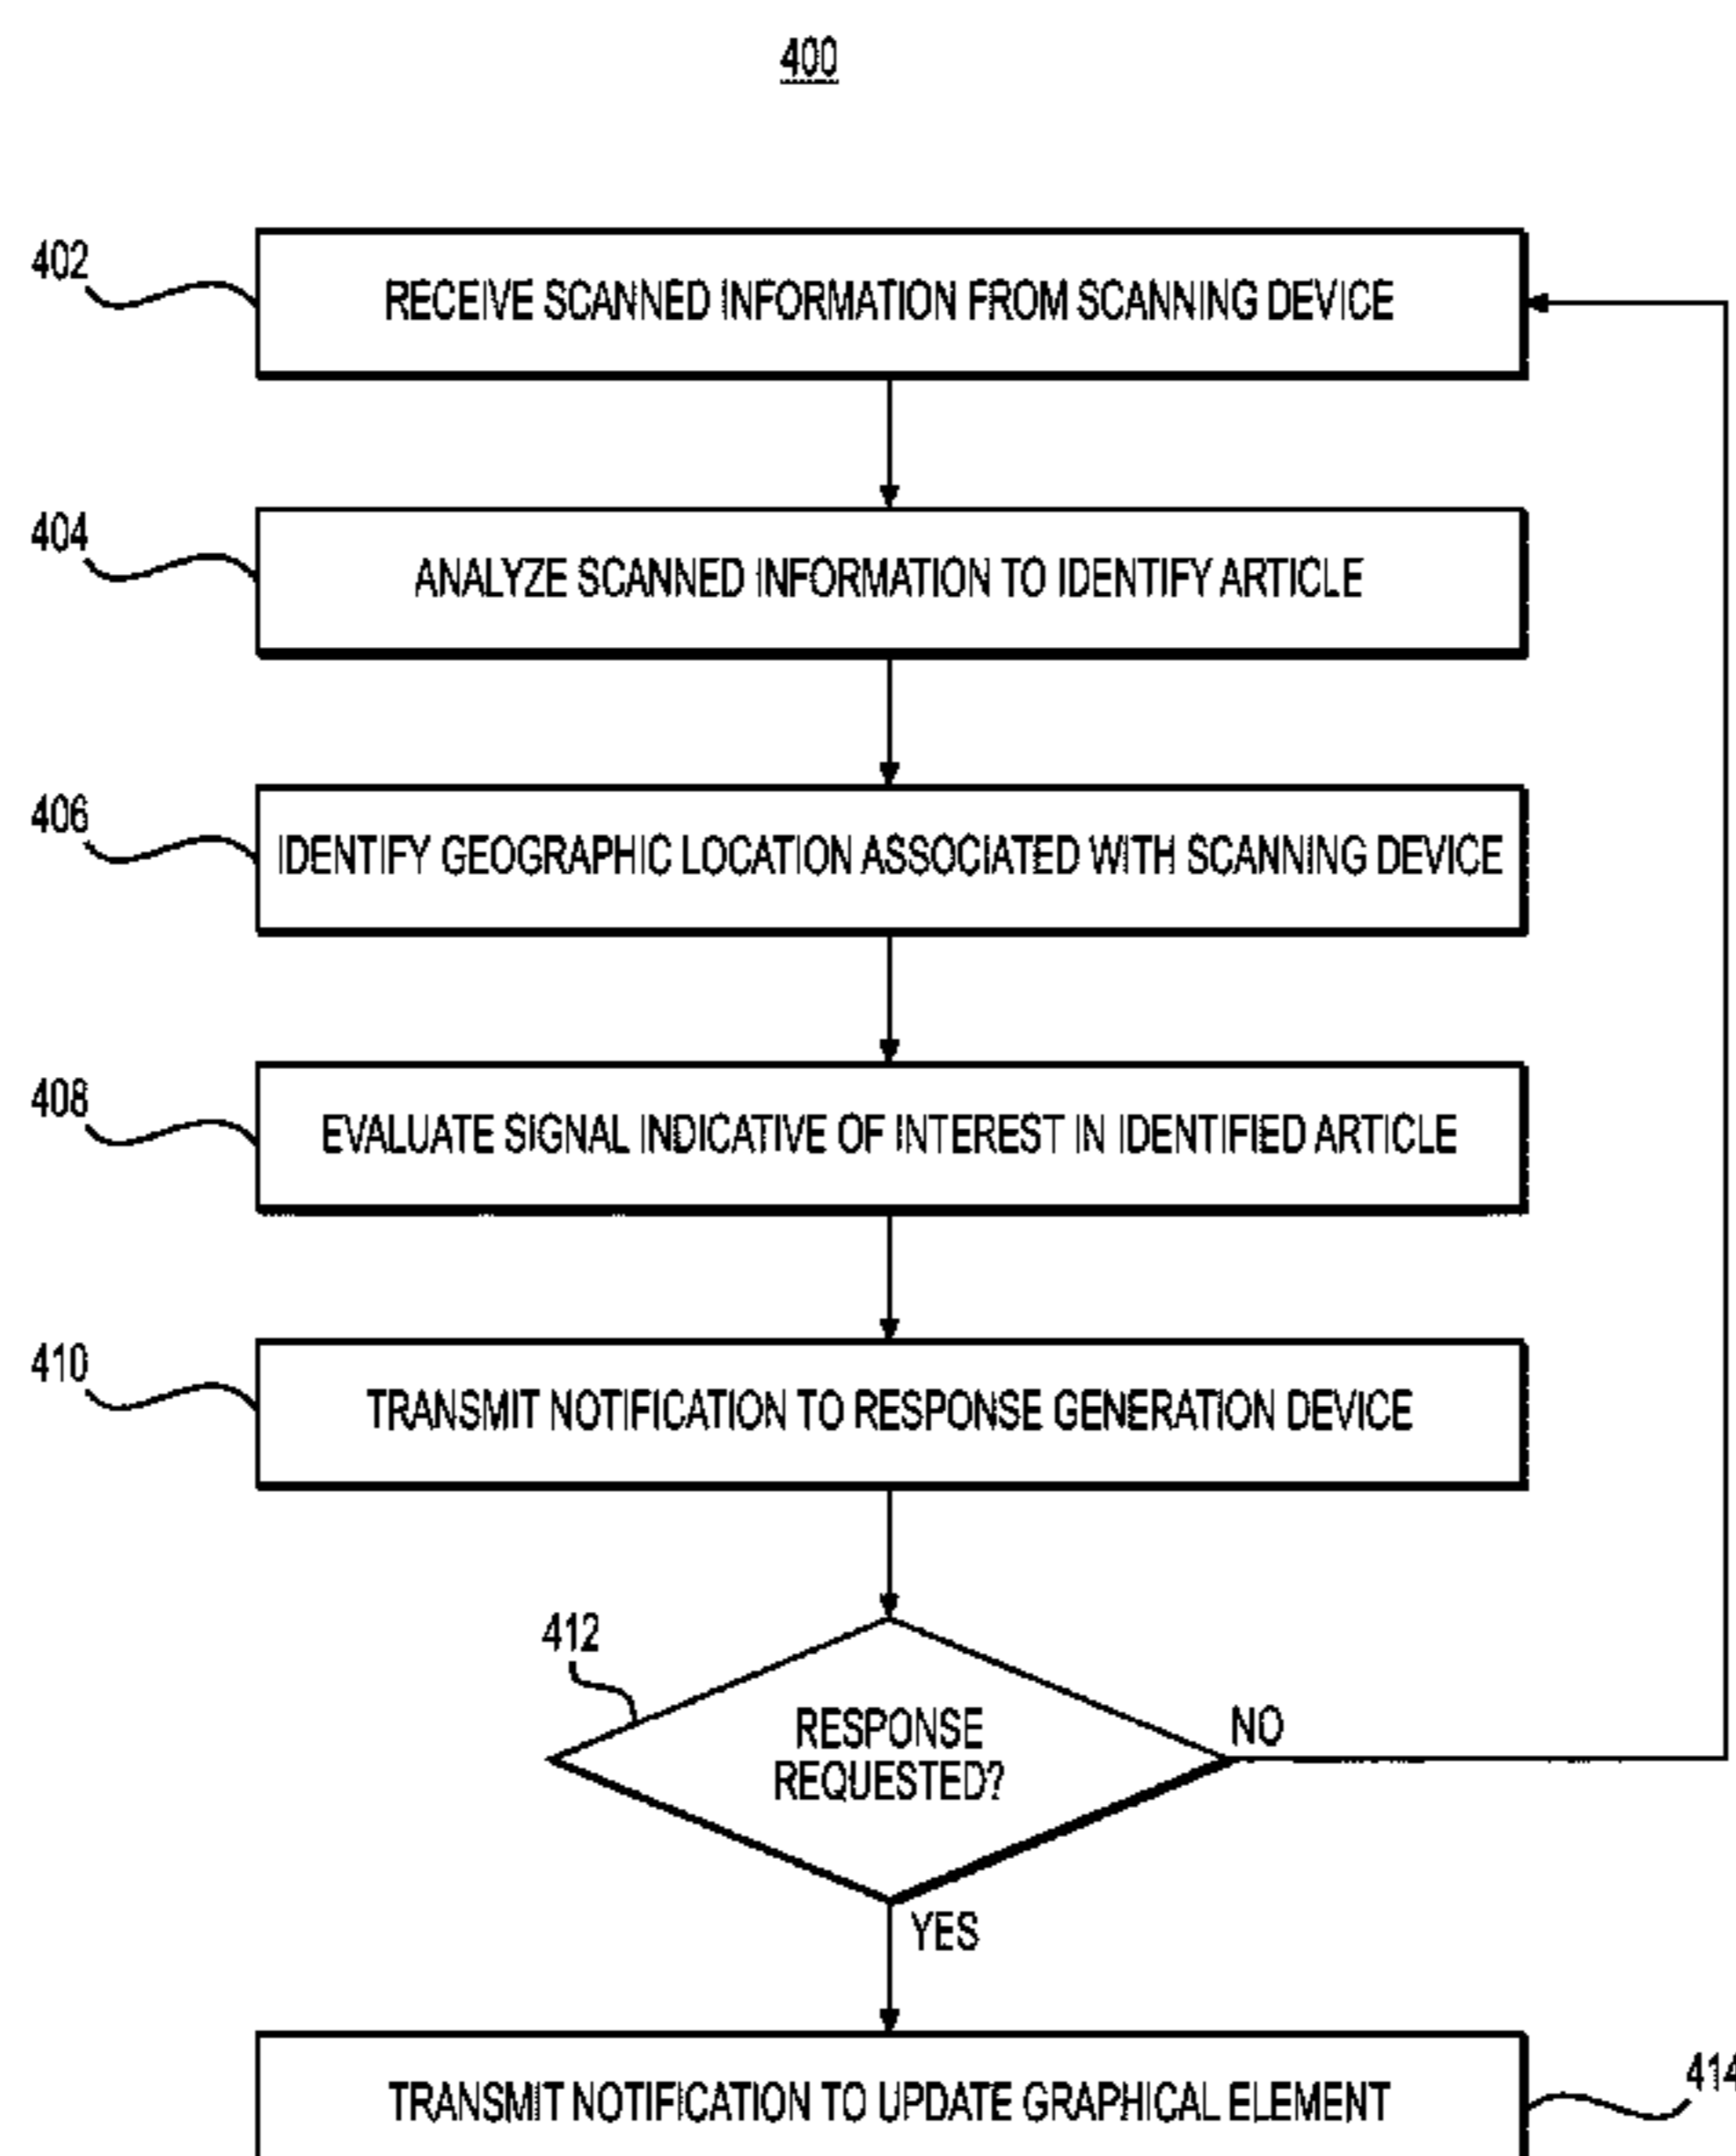 400
402
RECEIVE SCANNED INFORMATION FROM SCANNING DEVICE
404
ANALYZE SCANNED INFORMATION TO IDENTIFY ARTICLE
406
IDENTIFY GEOGRAPHIC LOCATION ASSOCIATED WITH SCANNING DEVICE
408
EVALUATE SIGNAL INDICATIVE OF INTEREST IN IDENTIFIED ARTICLE
410
TRANSMIT NOTIFICATION TO RESPONSE GENERATION DEVICE
412
RESPONSE
REQUESTED?
NO
YES
TRANSMIT NOTIFICATION TO UPDATE GRAPHICAL ELEMENT
414